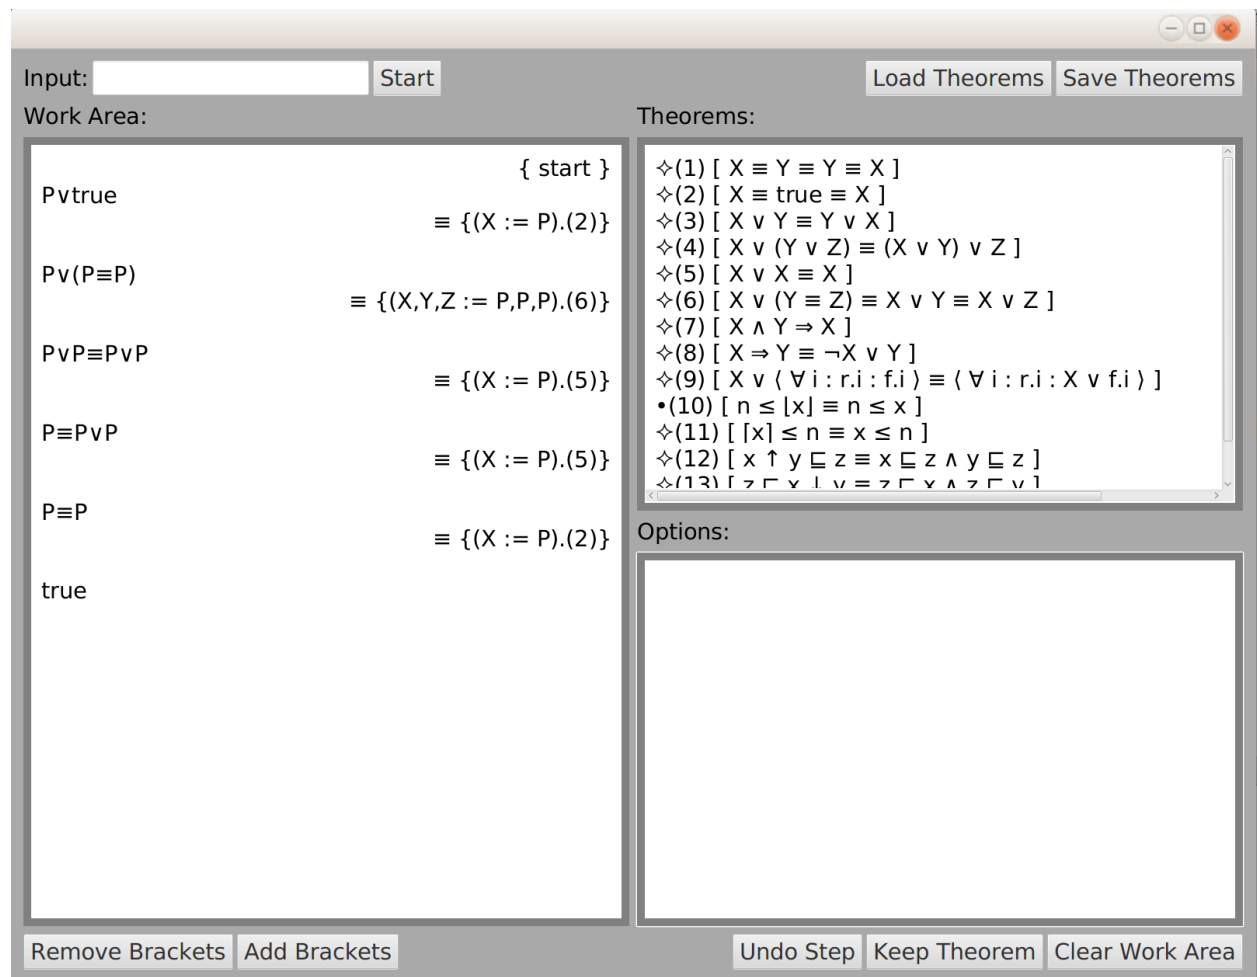 Input:
Start
Load Theorems
Save Theorems
Work Area:
{ start }
P∨true
≡ {(X := P).(2)}
P∨(P≡P)
≡ {(X,Y,Z := P,P,P).(6)}
P∨P≡P∨P
≡ {(X := P).(5)}
P≡P∨P
≡ {(X := P).(5)}
P≡P
≡ {(X := P).(2)}
true
Theorems:
✧(1) [ X ≡ Y ≡ Y ≡ X ]
✧(2) [ X ≡ true ≡ X ]
✧(3) [ X ∨ Y ≡ Y ∨ X ]
✧(4) [ X ∨ (Y ∨ Z) ≡ (X ∨ Y) ∨ Z ]
✧(5) [ X ∨ X ≡ X ]
✧(6) [ X ∨ (Y ≡ Z) ≡ X ∨ Y ≡ X ∨ Z ]
✧(7) [ X ∧ Y ⇒ X ]
✧(8) [ X ⇒ Y ≡ ¬X ∨ Y ]
✧(9) [ X ∨ ⟨ ∀ i : r.i : f.i ⟩ ≡ ⟨ ∀ i : r.i : X ∨ f.i ⟩ ]
•(10) [ n ≤ ⌊x⌋ ≡ n ≤ x ]
✧(11) [ ⌈x⌉ ≤ n ≡ x ≤ n ]
✧(12) [ x ↑ y ⊑ z ≡ x ⊑ z ∧ y ⊑ z ]
✧(13) [ z ⊑ x ↓ y ≡ z ⊑ x ∧ z ⊑ y ]
Options:
Remove Brackets
Add Brackets
Undo Step
Keep Theorem
Clear Work Area